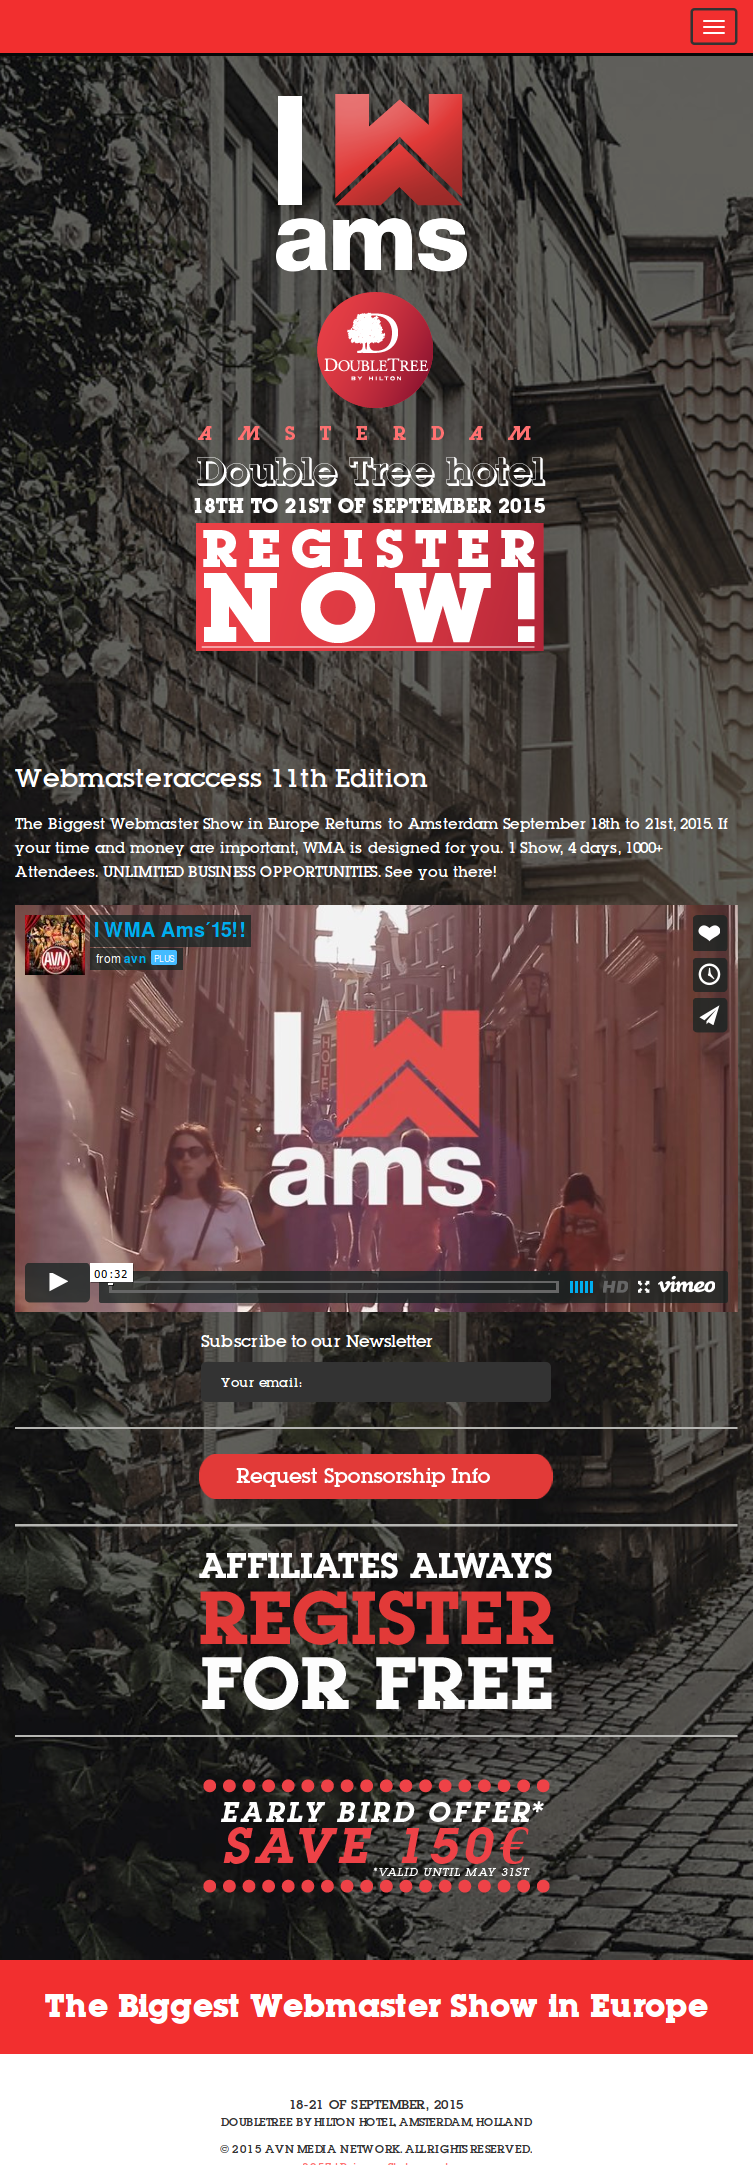 I W
ams
DOUBLETREE
BY HILTON
AMSTERDAM
Double Tree hotel
18TH TO 21ST OF SEPTEMBER 2015
REGISTER
NOW!
Webmasteraccess 11th Edition
The Biggest Webmaster Show in Europe Returns to Amsterdam September 18th to 21st, 2015. If
your time and money are important, WMA is designed for you. 1 Show, 4 days, 1000+
Attendees. UNLIMITED BUSINESS OPPORTUNITIES. See you there!
AVN
I WMA Ams´15!!
from avn PLUS
HOTE
I W
ams
00:32
HD
vimeo
Subscribe to our Newsletter
Your email:
Request Sponsorship Info
AFFILIATES ALWAYS
REGISTER
FOR FREE
EARLY BIRD OFFER*
SAVE 150€
*VALID UNTIL MAY 31ST
The Biggest Webmaster Show in Europe
18-21 OF SEPTEMBER, 2015
DOUBLETREE BY HILTON HOTEL, AMSTERDAM, HOLLAND
© 2015 AVN MEDIA NETWORK. ALL RIGHTS RESERVED.